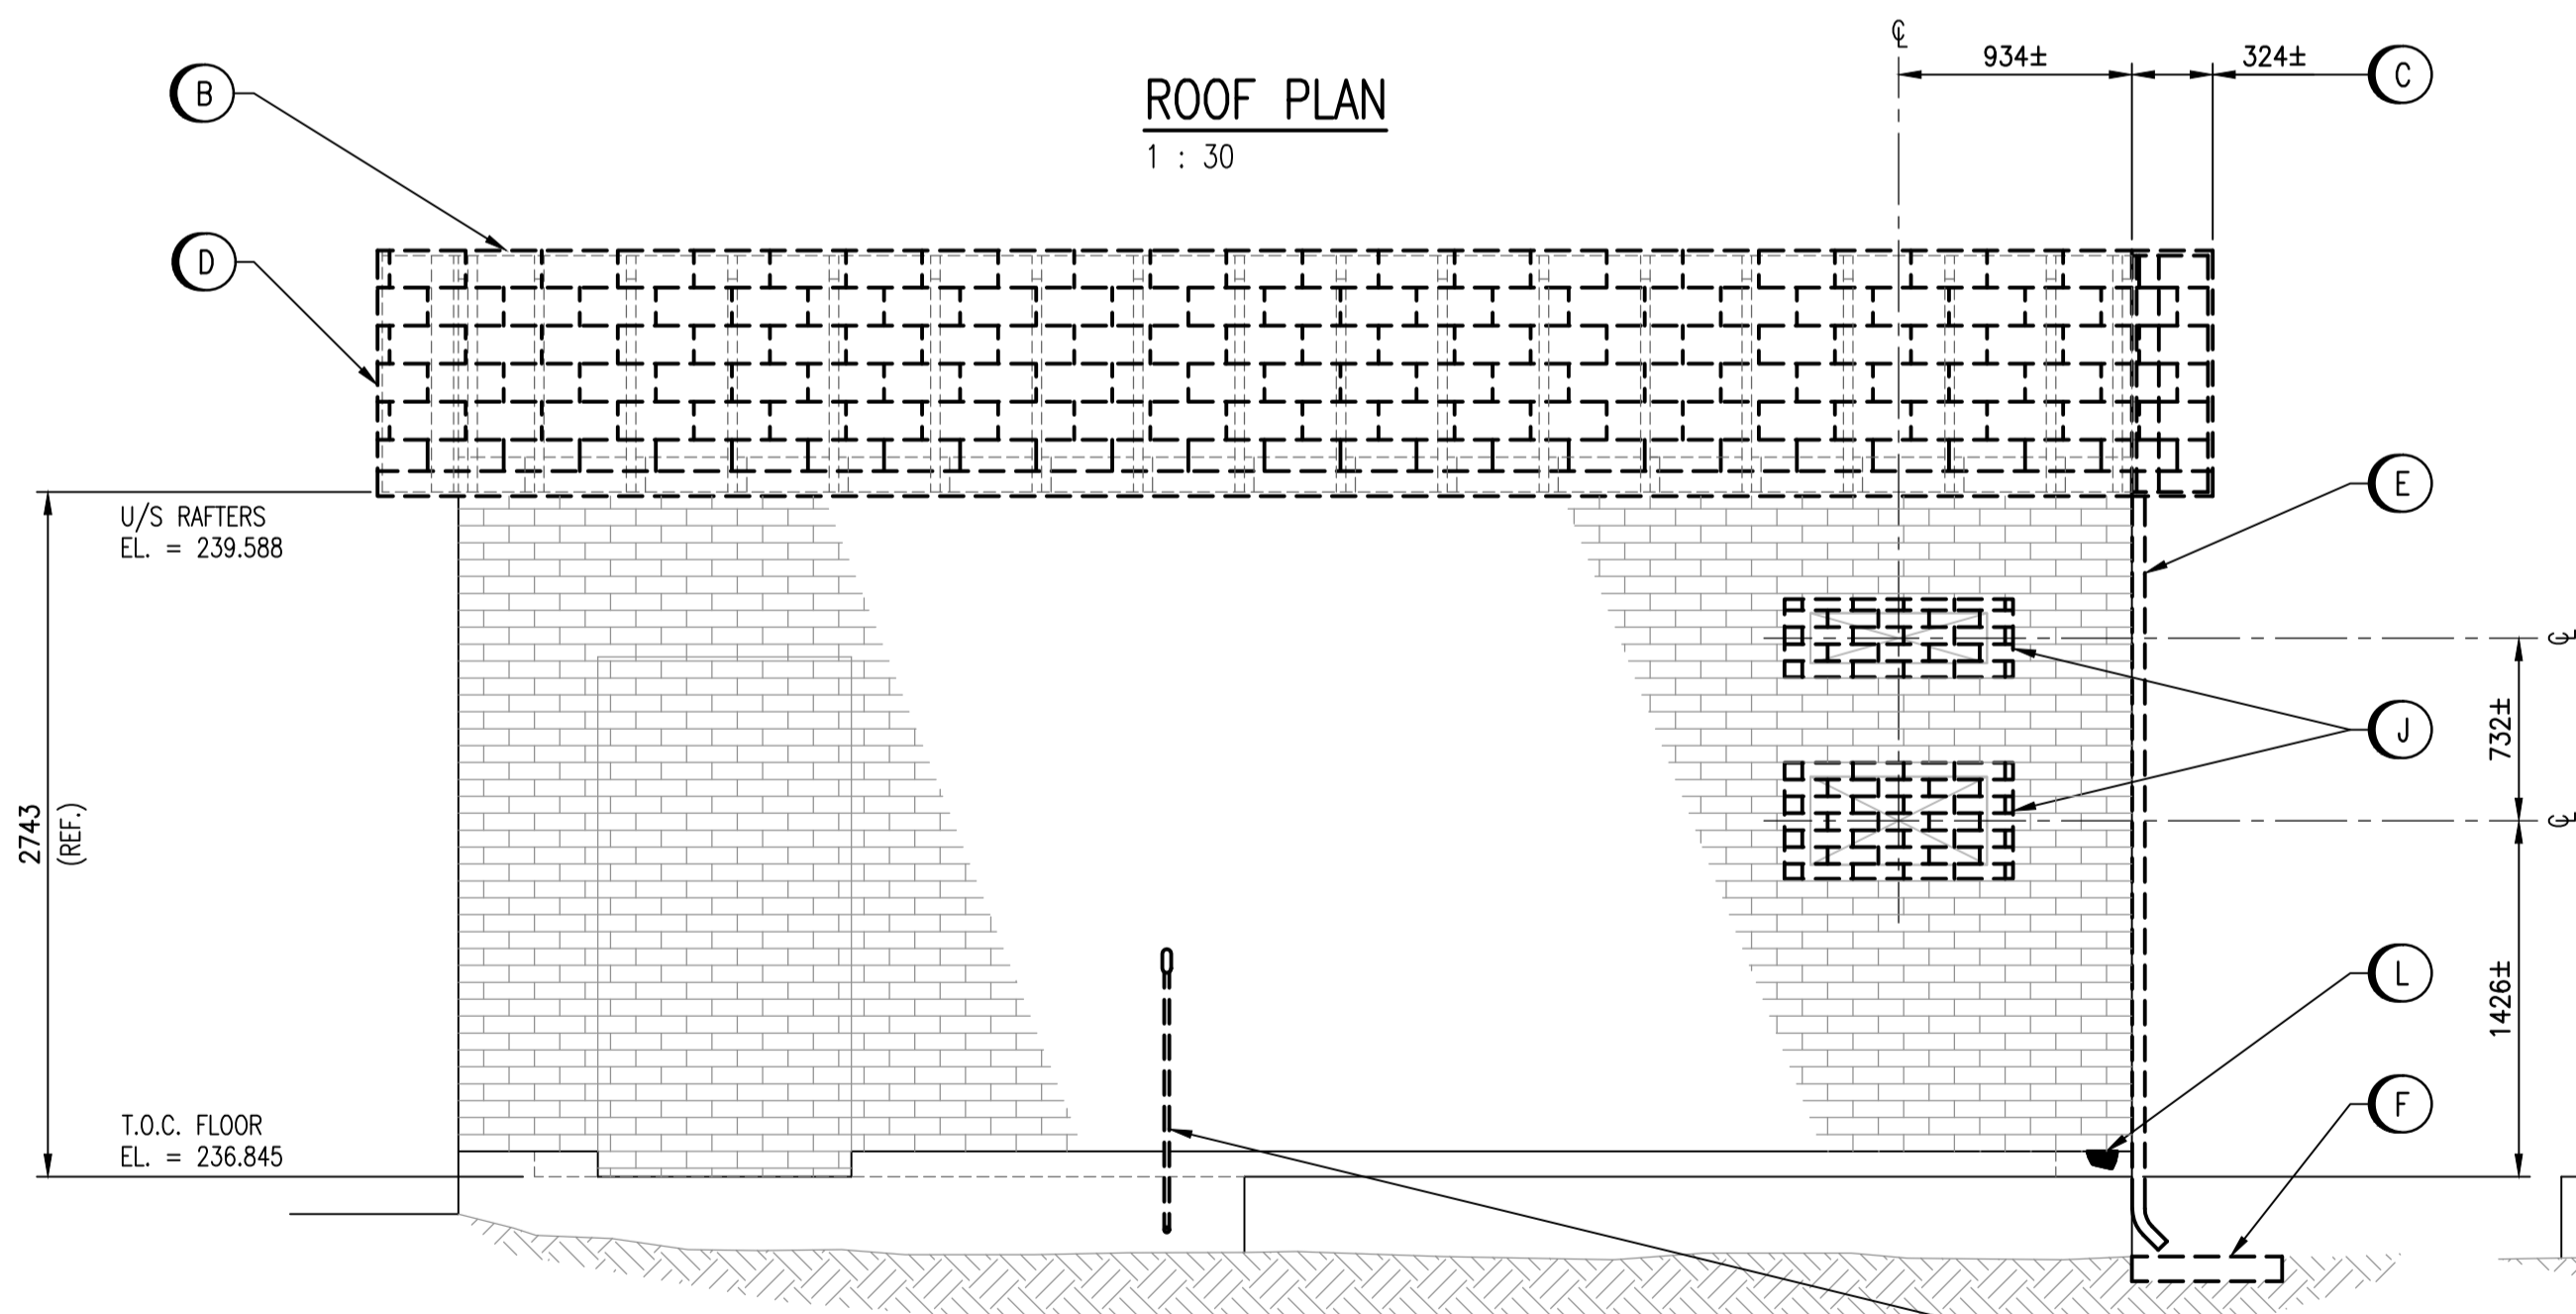 ℄
934±
324±
C
B
ROOF PLAN
1 : 30
D
E
U/S RAFTERS
EL. = 239.588
℄
J
732±
2743
(REF.)
℄
L
1426±
F
T.O.C. FLOOR
EL. = 236.845